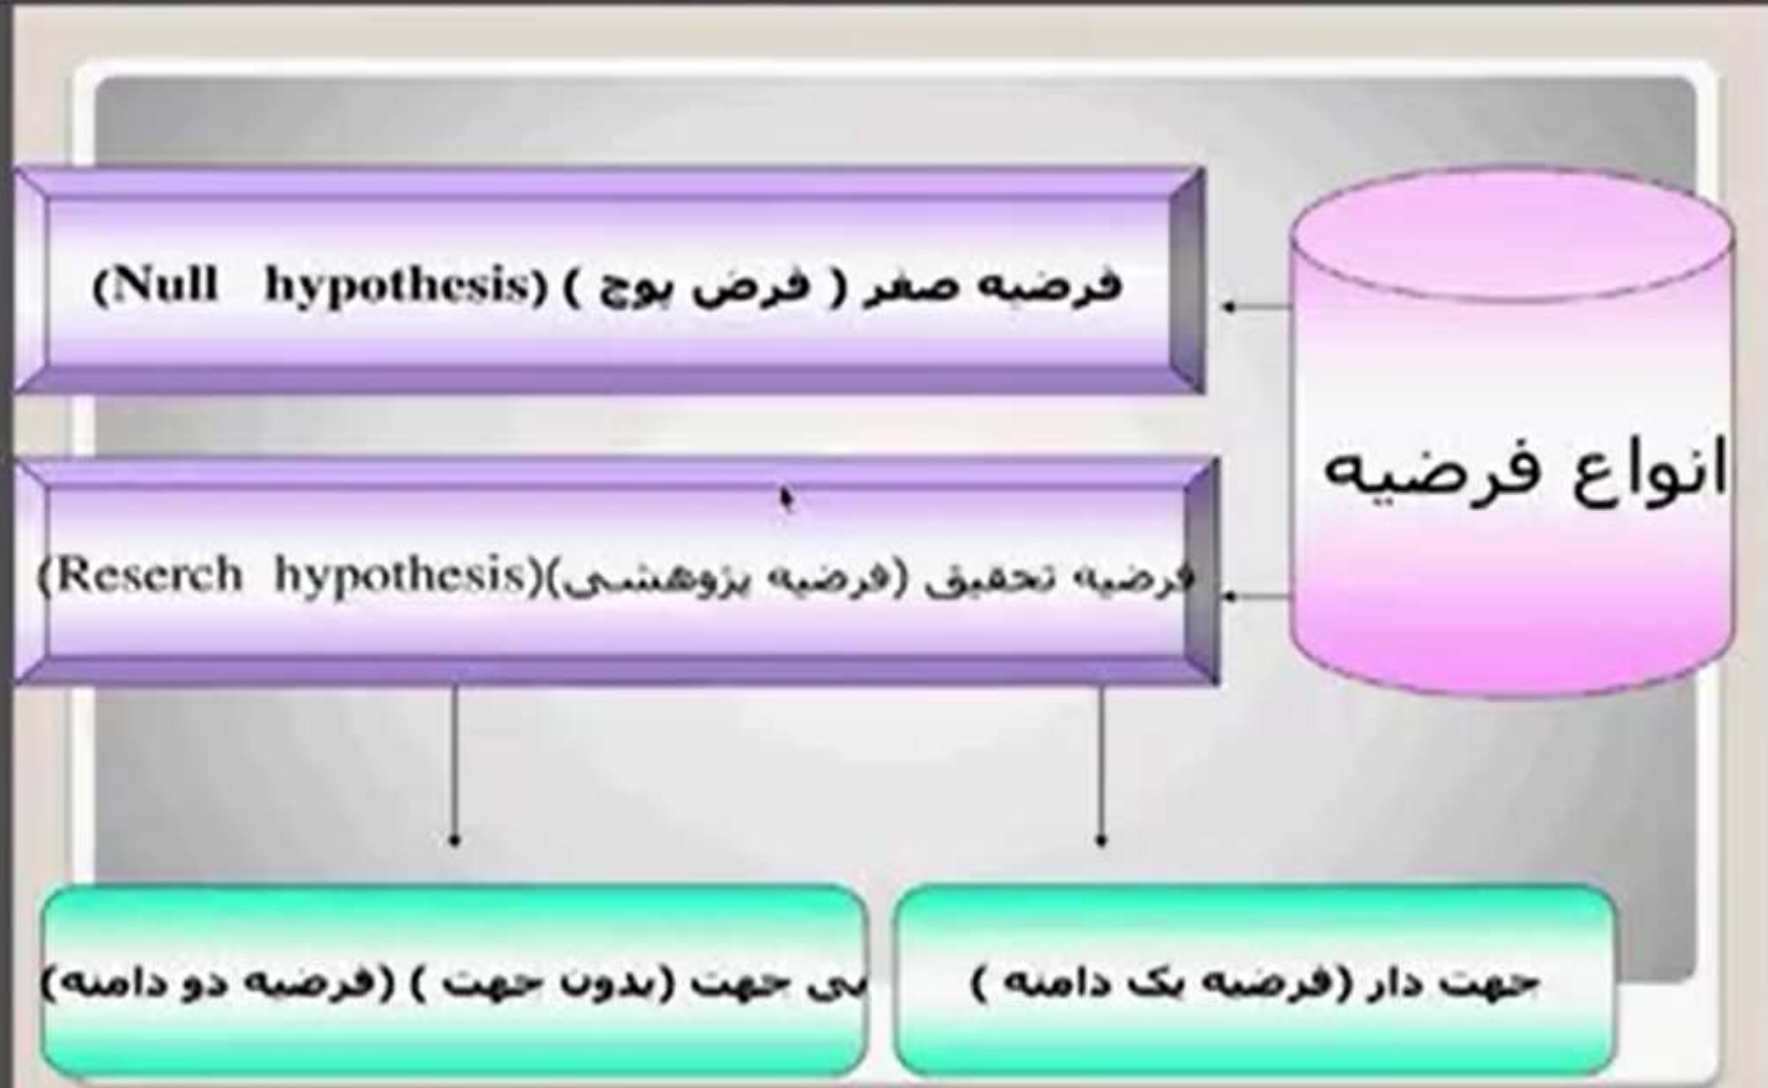 انواع فرضیه
فرضیه صفر ( فرض پوچ ) (Null hypothesis)
فرضیه تحقیق (فرضیه پژوهشی)(Reserch hypothesis)
جهت دار (فرضیه یک دامنه )
بی جهت (بدون جهت ) (فرضیه دو دامنه)